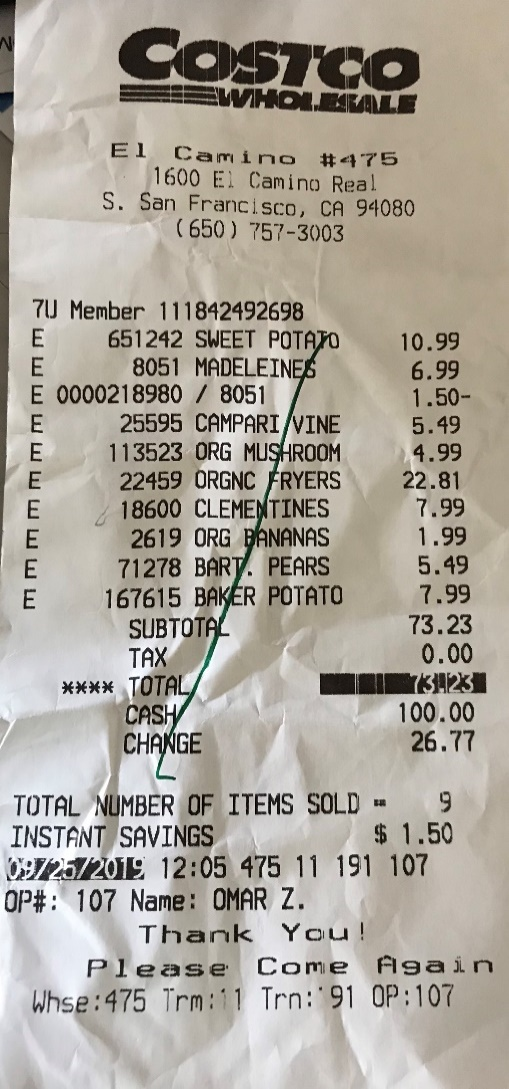 COSTCO
WHOLESALE
El Camino #475
1600 El Camino Real
S. San Francisco, CA 94080
(650) 757-3003
7U Member 111842492698
E 651242 SWEET POTATO 10.99
E 8051 MADELEINES 6.99
E 0000218980 / 8051 1.50-
E 25595 CAMPARI VINE 5.49
E 113523 ORG MUSHROOM 4.99
E 22459 ORGNC FRYERS 22.81
E 18600 CLEMENTINES 7.99
E 2619 ORG BANANAS 1.99
E 71278 BART. PEARS 5.49
E 167615 BAKER POTATO 7.99
SUBTOTAL 73.23
TAX 0.00
**** TOTAL 73.23
CASH 100.00
CHANGE 26.77
TOTAL NUMBER OF ITEMS SOLD = 9
INSTANT SAVINGS $ 1.50
09/25/2019 12:05 475 11 191 107
OP#: 107 Name: OMAR Z.
Thank You!
Please Come Again
Whse:475 Trm:11 Trn:191 OP:107